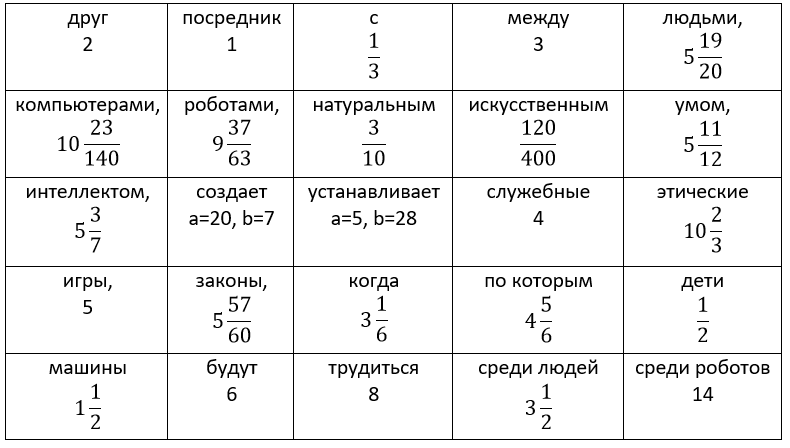 друг посредник с между людьми,
2 1 1/3 3 5 19/20
компьютерами, роботами, натуральным искусственным умом,
10 23/140 9 37/63 3/10 120/400 5 11/12
интеллектом, создает устанавливает служебные этические
5 3/7 a=20, b=7 a=5, b=28 4 10 2/3
игры, законы, когда по которым дети
5 5 57/60 3 1/6 4 5/6 1/2
машины будут трудиться среди людей среди роботов
1 1/2 6 8 3 1/2 14